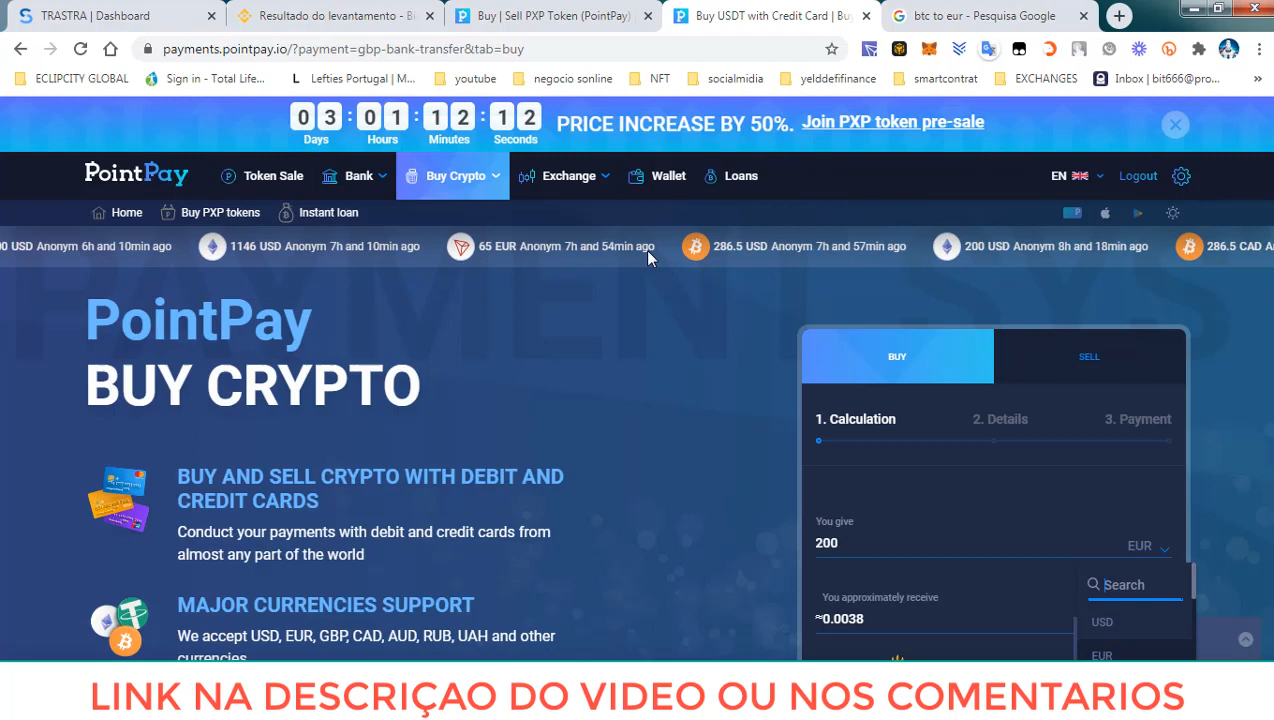 TRASTRA | Dashboard
Resultado do levantamento - Bi
Buy | Sell PXP Token (PointPay)
Buy USDT with Credit Card | Buy
btc to eur - Pesquisa Google
payments.pointpay.io/?payment=gbp-bank-transfer&tab=buy
ECLIPCITY GLOBAL
Sign in - Total Life...
Lefties Portugal | M...
youtube
negocio sonline
NFT
socialmidia
yelddefifinance
smartcontrat
EXCHANGES
Inbox | bit666@pro...
03 : 01 : 12 : 12
Days Hours Minutes Seconds
PRICE INCREASE BY 50%. Join PXP token pre-sale
PointPay
Token Sale
Bank
Buy Crypto
Exchange
Wallet
Loans
EN
Logout
Home
Buy PXP tokens
Instant loan
00 USD Anonym 6h and 10min ago
1146 USD Anonym 7h and 10min ago
65 EUR Anonym 7h and 54min ago
286.5 USD Anonym 7h and 57min ago
200 USD Anonym 8h and 18min ago
286.5 CAD A
PAYMENT SYS
PointPay
BUY CRYPTO
BUY AND SELL CRYPTO WITH DEBIT AND
CREDIT CARDS
Conduct your payments with debit and credit cards from
almost any part of the world
MAJOR CURRENCIES SUPPORT
We accept USD, EUR, GBP, CAD, AUD, RUB, UAH and other
currencies
BUY
SELL
1. Calculation
2. Details
3. Payment
You give
200
EUR
Search
You approximately receive
≈0.0038
USD
EUR
LINK NA DESCRIÇAO DO VIDEO OU NOS COMENTARIOS